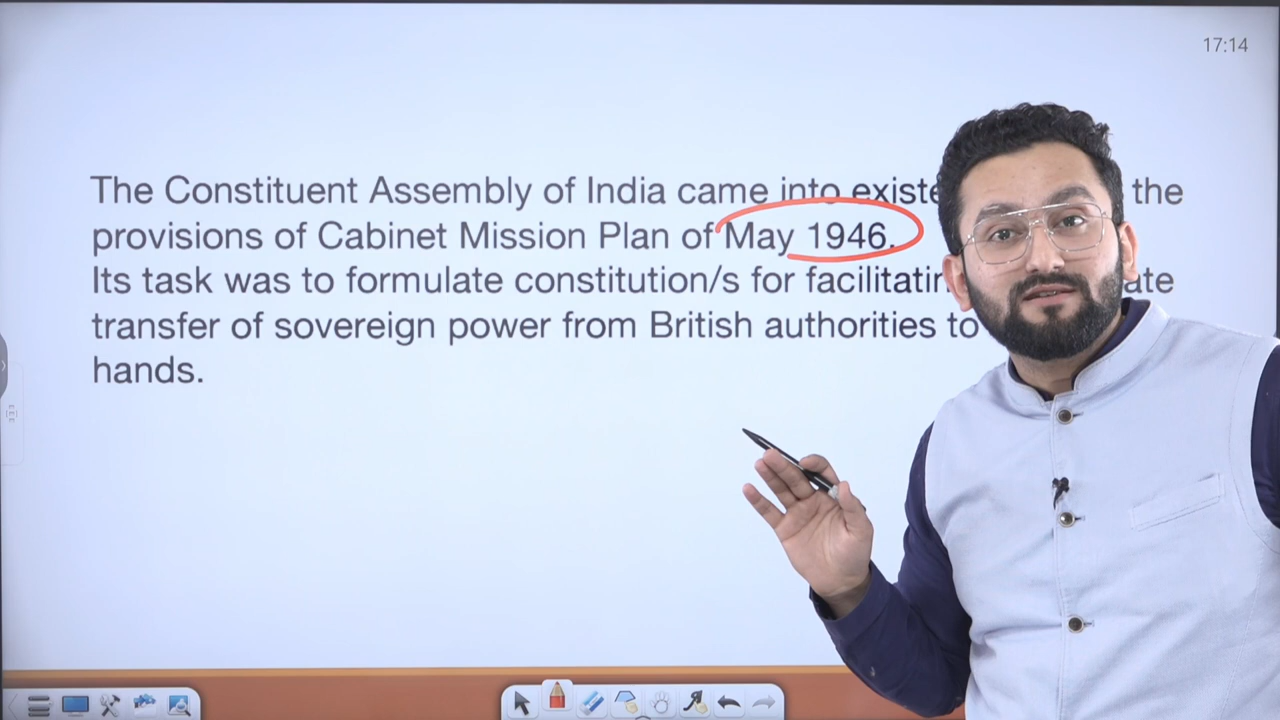 17:14
The Constituent Assembly of India came into the
provisions of Cabinet Mission Plan of May 1946.
Its task was to formulate constitution/s for
transfer of sovereign power from British authorities to
hands.